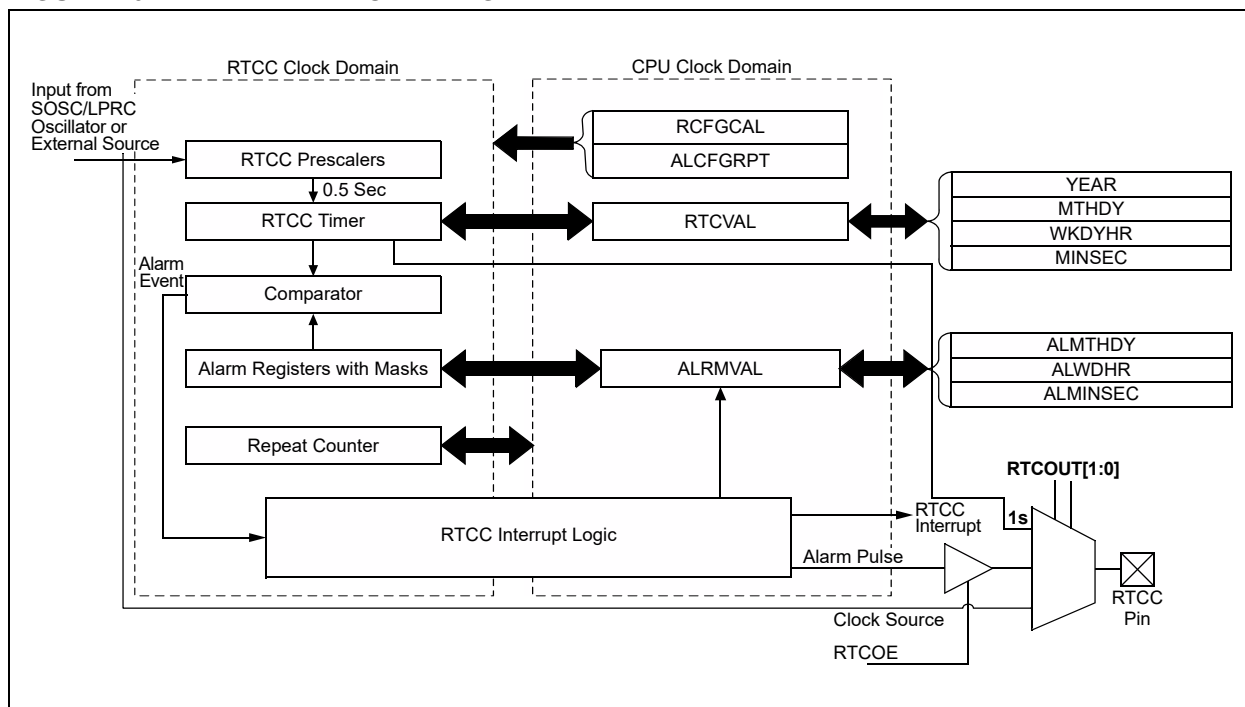 RTCC Clock Domain
CPU Clock Domain
Input from
SOSC/LPRC
Oscillator or
External Source
RCFGCAL
ALCFGRPT
RTCC Prescalers
0.5 Sec
YEAR
MTHDY
WKDYHR
MINSEC
RTCC Timer
RTCVAL
Alarm
Event
Comparator
ALMTHDY
ALWDHR
ALMINSEC
Alarm Registers with Masks
ALRMVAL
Repeat Counter
RTCOUT[1:0]
RTCC Interrupt Logic
RTCC
Interrupt
1s
Alarm Pulse
RTCC
Pin
Clock Source
RTCOE